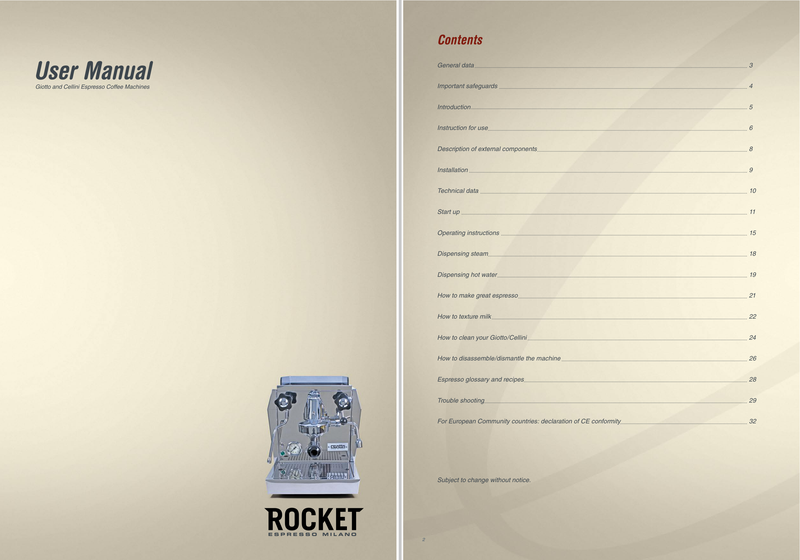 User Manual
Giotto and Cellini Espresso Coffee Machines
GIOTTO
ROCKET
ESPRESSO MILANO
Contents
General data 3
Important safeguards 4
Introduction 5
Instruction for use 6
Description of external components 8
Installation 9
Technical data 10
Start up 11
Operating instructions 15
Dispensing steam 18
Dispensing hot water 19
How to make great espresso 21
How to texture milk 22
How to clean your Giotto/Cellini 24
How to disassemble/dismantle the machine 26
Espresso glossary and recipes 28
Trouble shooting 29
For European Community countries: declaration of CE conformity 32
Subject to change without notice.
2